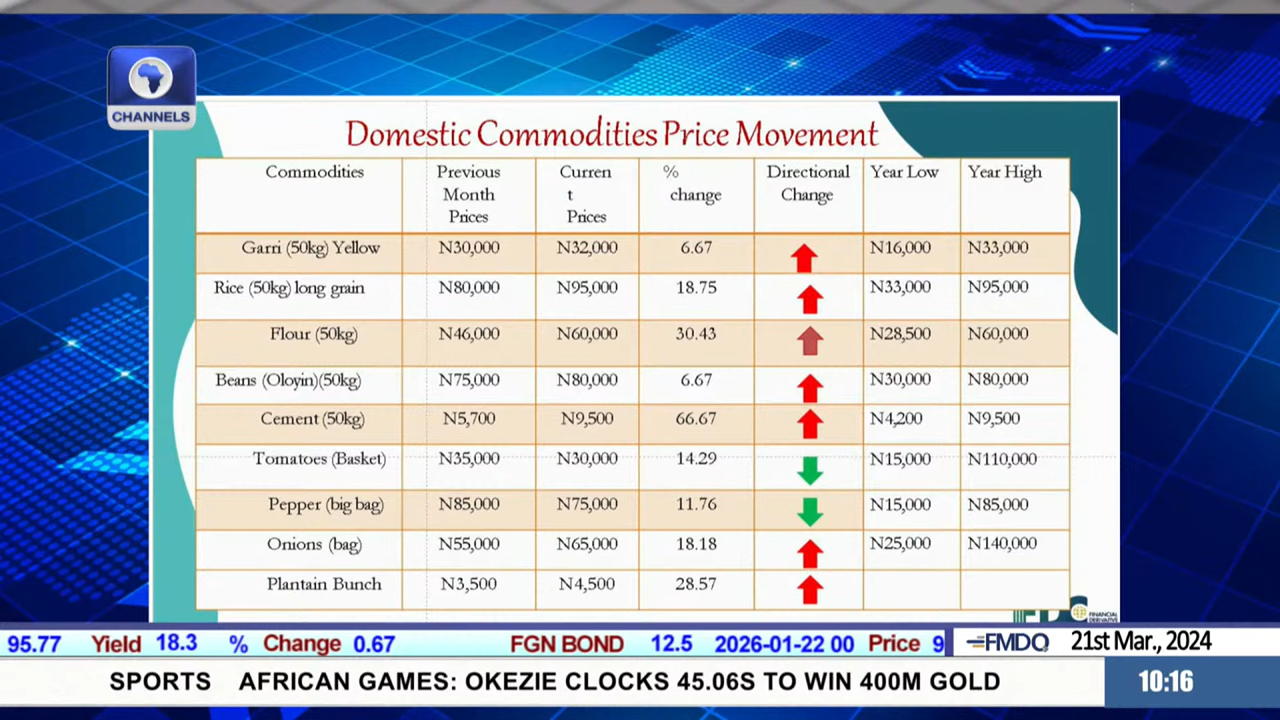 CHANNELS
Domestic Commodities Price Movement
Commodities Previous Month Prices Curren t Prices % change Directional Change Year Low Year High
Garri (50kg) Yellow N30,000 N32,000 6.67 N16,000 N33,000
Rice (50kg) long grain N80,000 N95,000 18.75 N33,000 N95,000
Flour (50kg) N46,000 N60,000 30.43 N28,500 N60,000
Beans (Oloyin)(50kg) N75,000 N80,000 6.67 N30,000 N80,000
Cement (50kg) N5,700 N9,500 66.67 N4,200 N9,500
Tomatoes (Basket) N35,000 N30,000 14.29 N15,000 N110,000
Pepper (big bag) N85,000 N75,000 11.76 N15,000 N85,000
Onions (bag) N55,000 N65,000 18.18 N25,000 N140,000
Plantain Bunch N3,500 N4,500 28.57
FINANCIAL
95.77 Yield 18.3 % Change 0.67 FGN BOND 12.5 2026-01-22 00 Price 9 FMDQ 21st Mar., 2024
SPORTS AFRICAN GAMES: OKEZIE CLOCKS 45.06S TO WIN 400M GOLD 10:16